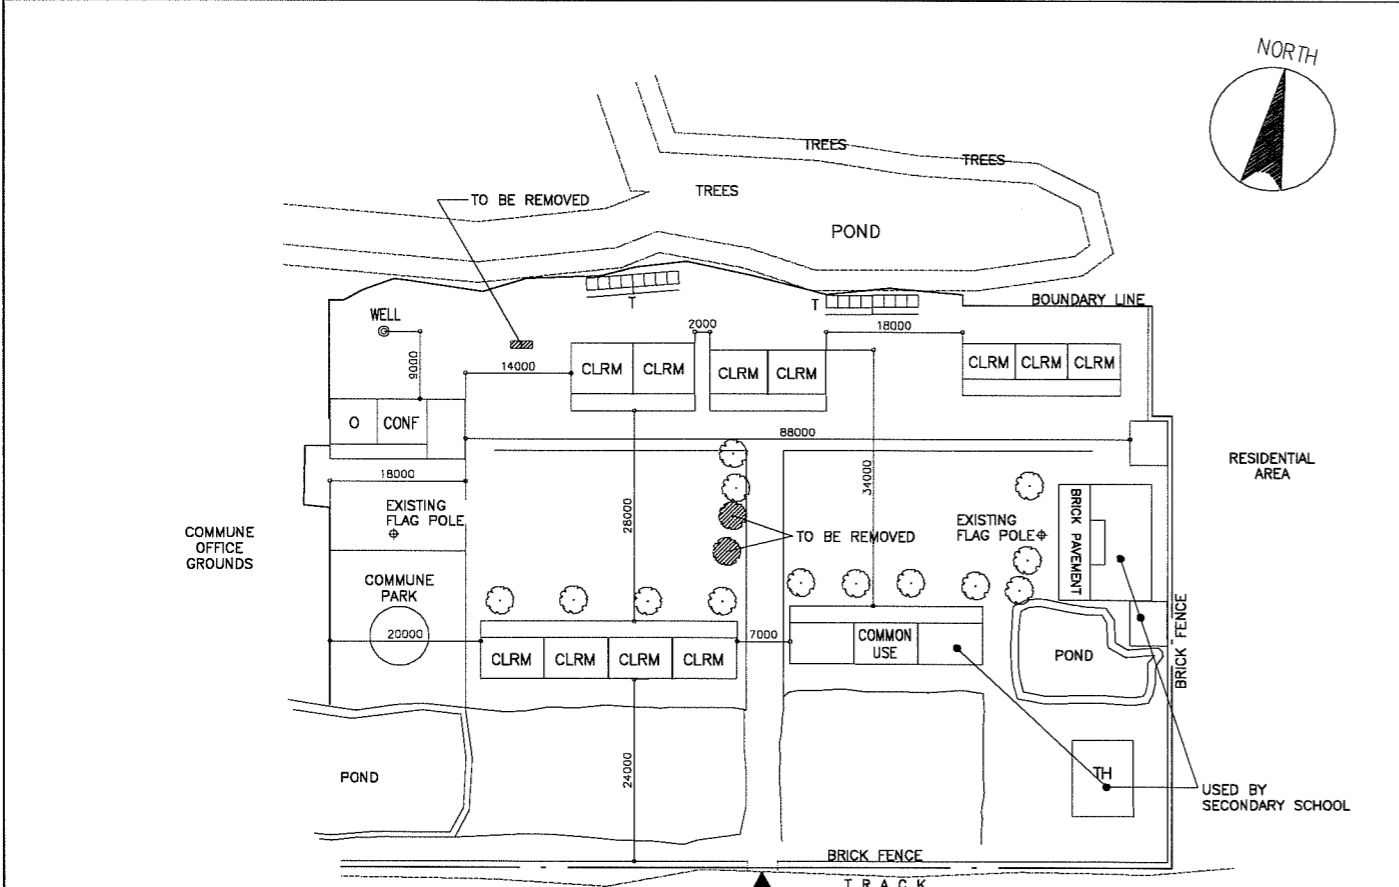 NORTH
TREES
TREES
TREES
TO BE REMOVED
POND
BOUNDARY LINE
T
T
WELL
2000
18000
9000
14000
CLRM
CLRM
CLRM
CLRM
CLRM
CLRM
CLRM
O
CONF
88000
18000
34000
28000
RESIDENTIAL
AREA
EXISTING
FLAG POLE
COMMUNE
OFFICE
GROUNDS
TO BE REMOVED
EXISTING
FLAG POLE
BRICK PAVEMENT
COMMUNE
PARK
20000
7000
CLRM
CLRM
CLRM
CLRM
COMMON
USE
POND
BRICK FENCE
POND
24000
TH
USED BY
SECONDARY SCHOOL
BRICK FENCE
TRACK